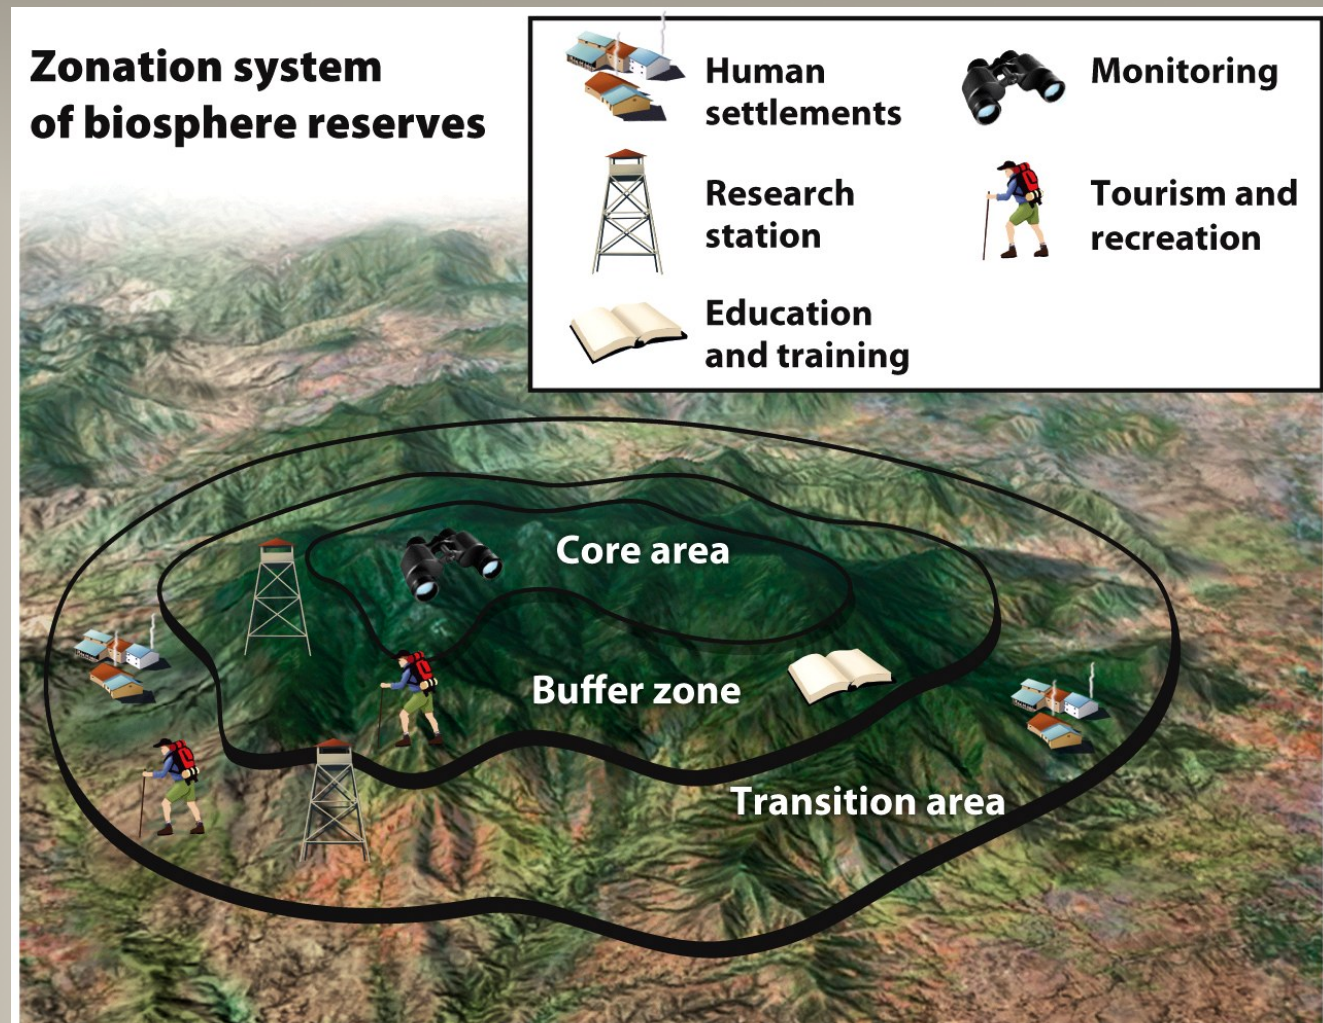 Zonation system
of biosphere reserves
Human
settlements
Monitoring
Research
station
Tourism and
recreation
Education
and training
Core area
Buffer zone
Transition area